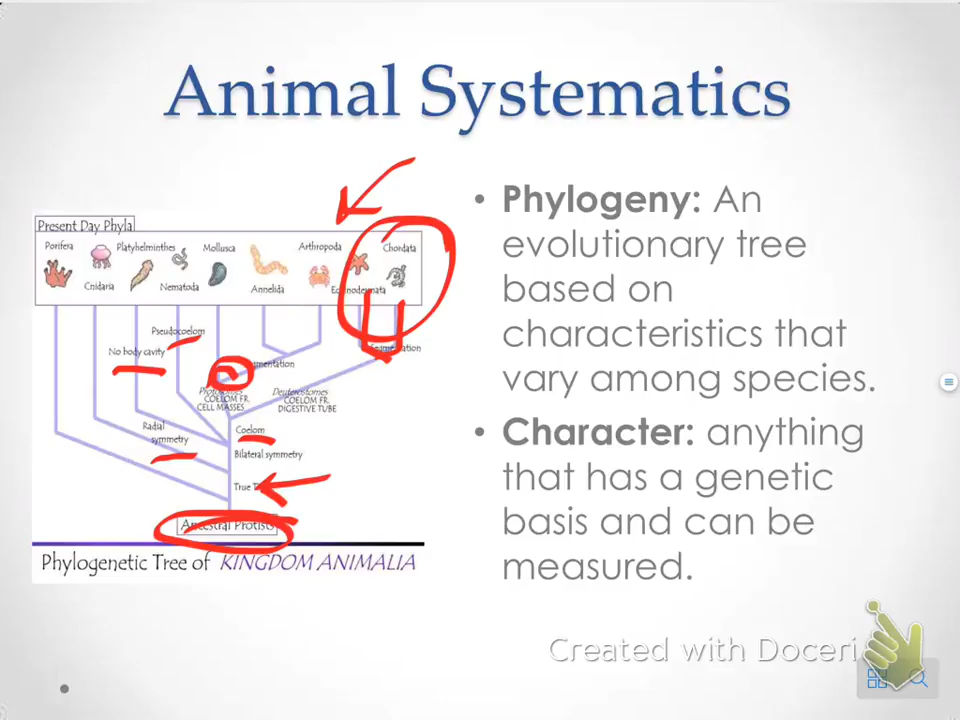 Animal Systematics
Present Day Phyla
Porifera
Cnidaria
Platyhelminthes
Nematoda
Mollusca
Annelida
Arthropoda
Chordata
Pseudocoelom
No body cavity
COELOM FR.
CELL MASSES
Deuterostomes
COELOM FR.
DIGESTIVE TUBE
Radial
symmetry
Coelom
Bilateral symmetry
True
Ancestral Protists
Phylogenetic Tree of KINGDOM ANIMALIA
• Phylogeny: An
evolutionary tree
based on
characteristics that
vary among species.
• Character: anything
that has a genetic
basis and can be
measured.
Created with Doceri